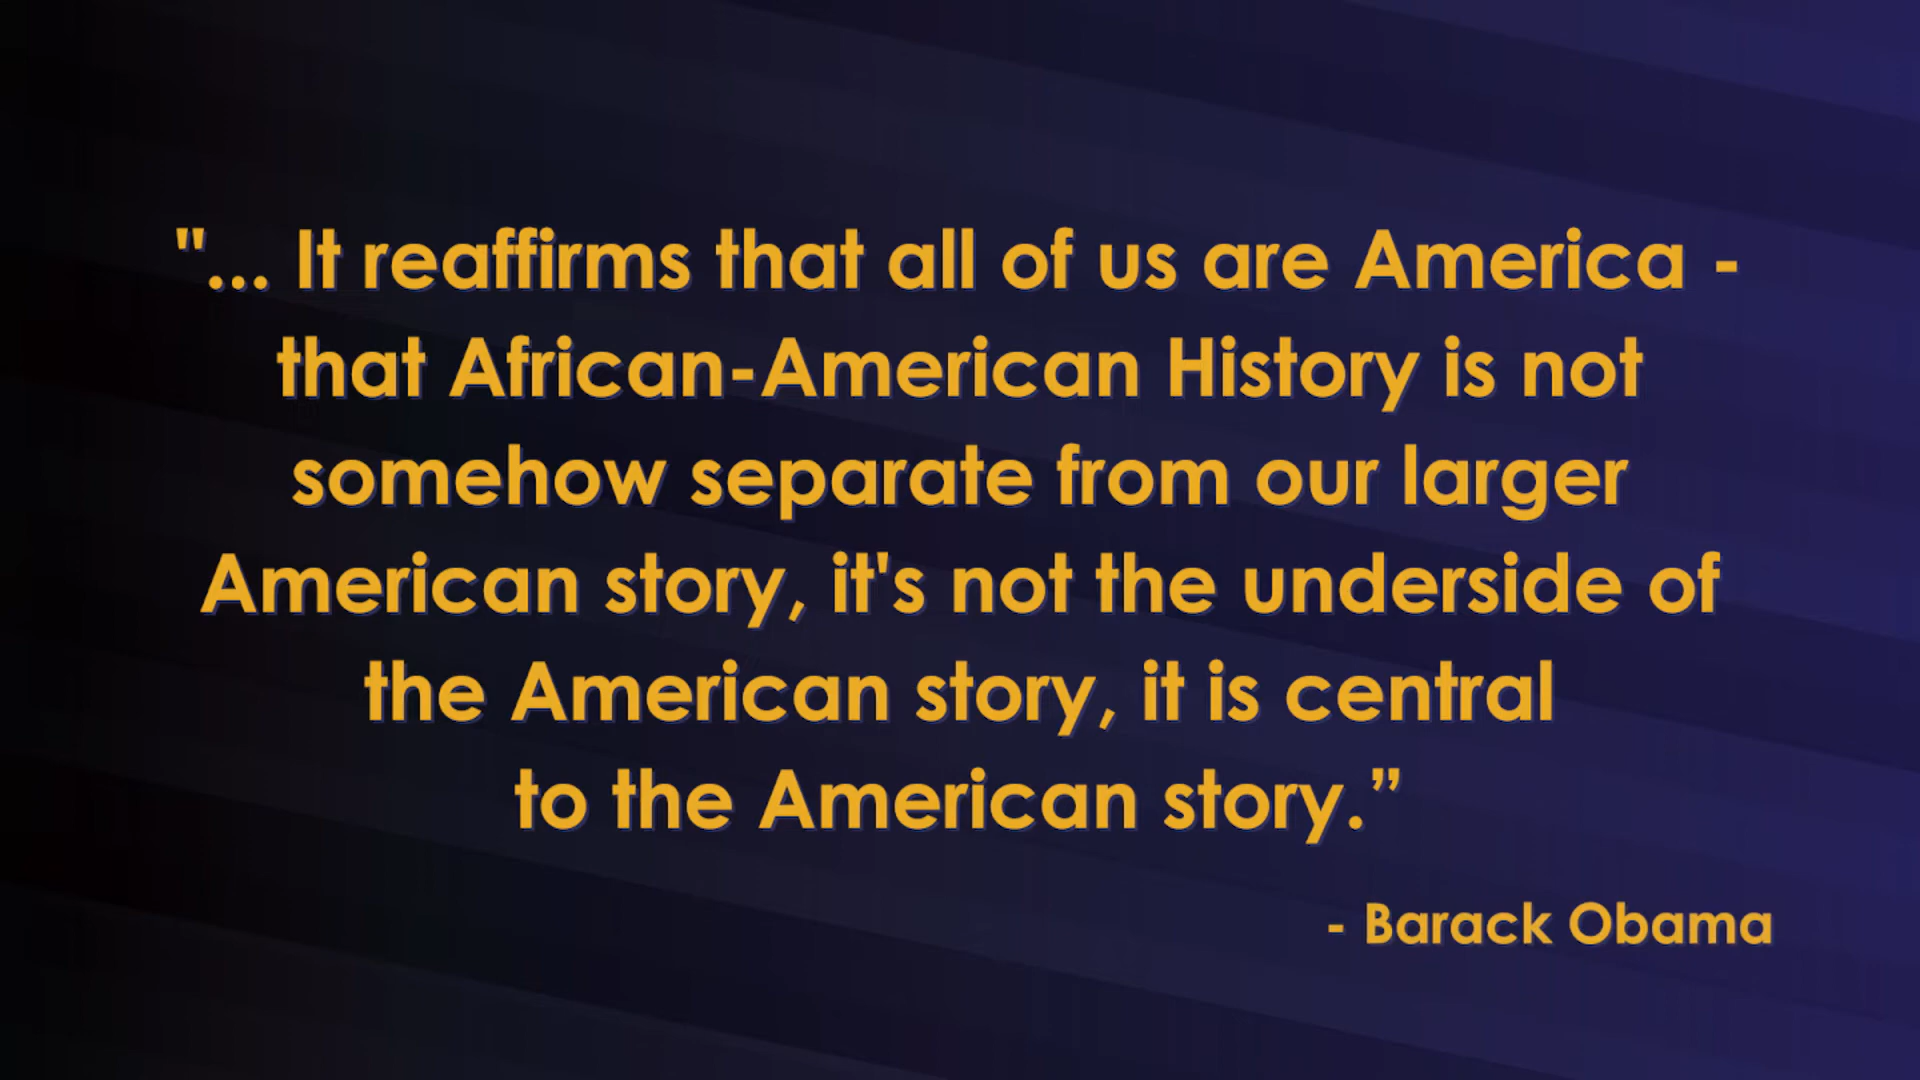 "... It reaffirms that all of us are America -
that African-American History is not
somehow separate from our larger
American story, it's not the underside of
the American story, it is central
to the American story.”
- Barack Obama